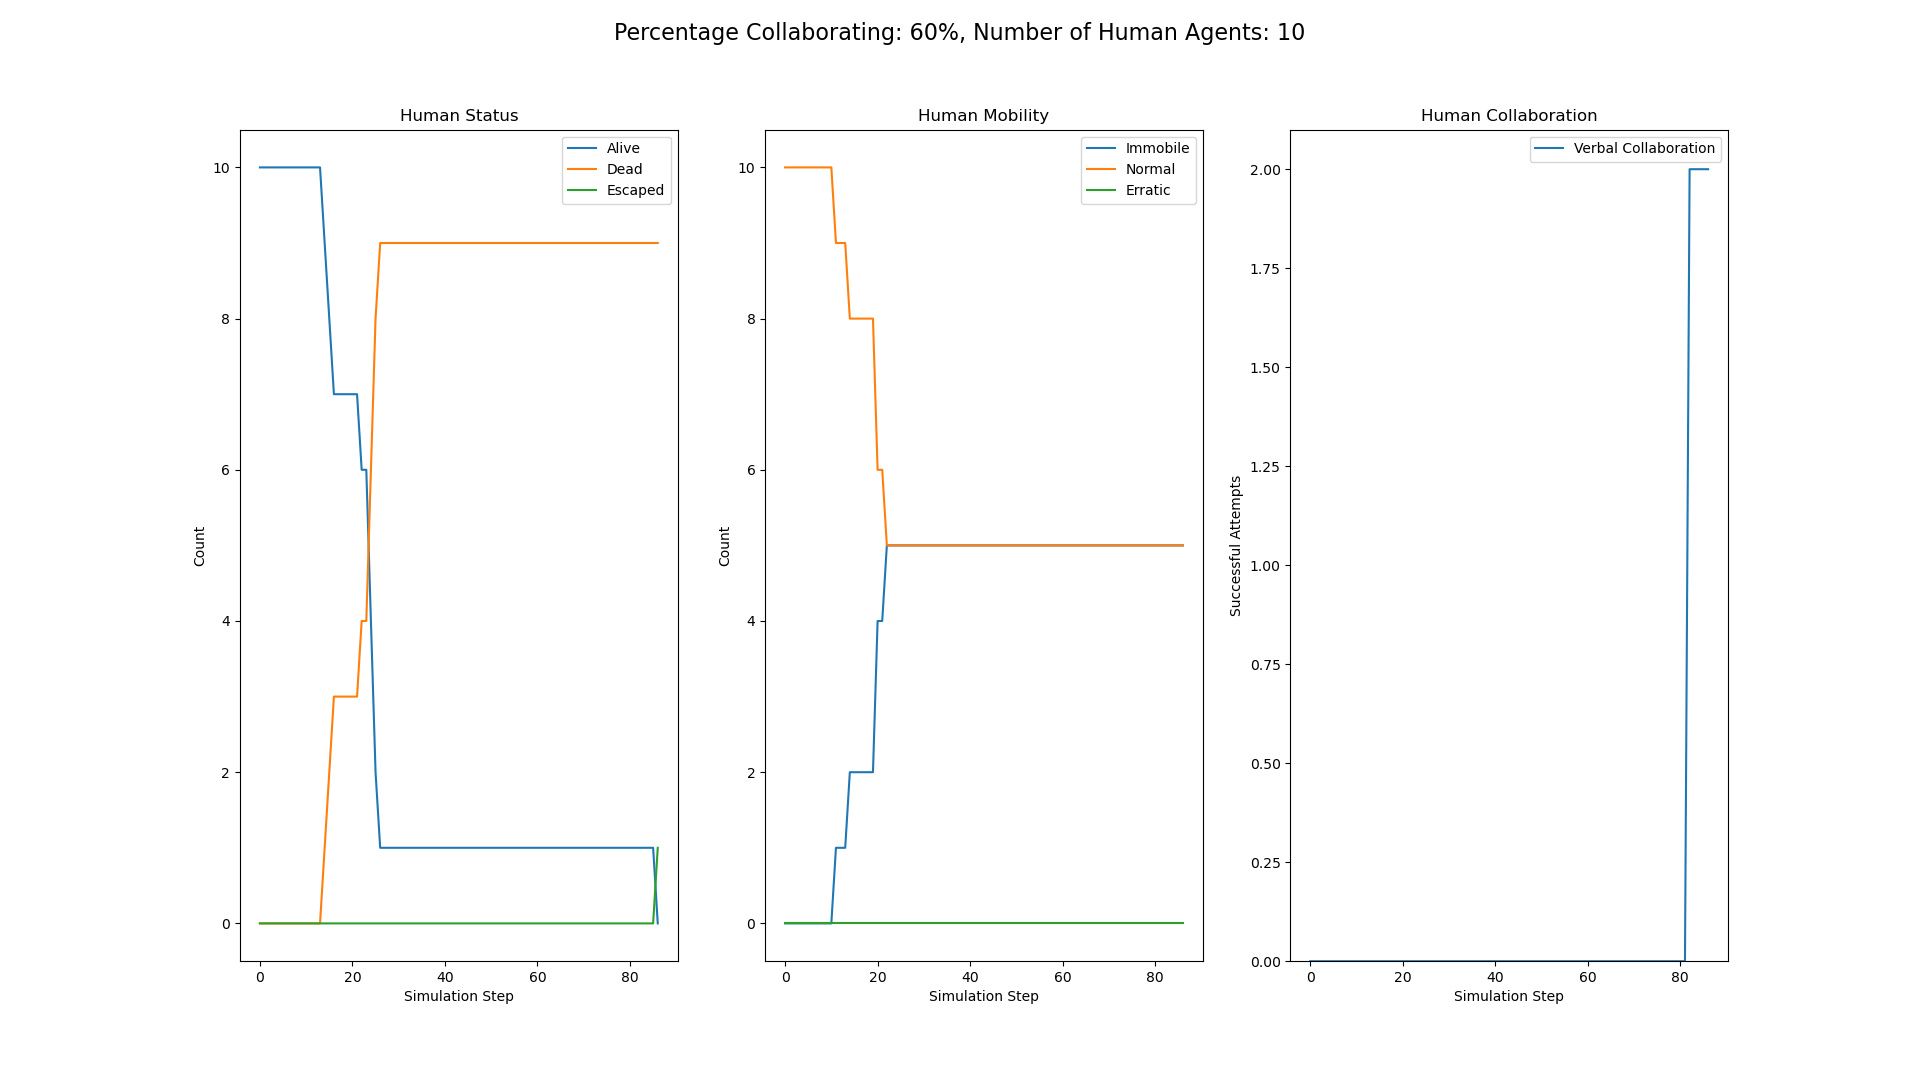 Percentage Collaborating: 60%, Number of Human Agents: 10
Human Status
Alive
Dead
Escaped
10
8
6
4
2
0
Count
0 20 40 60 80
Simulation Step
Human Mobility
Immobile
Normal
Erratic
10
8
6
4
2
0
Count
0 20 40 60 80
Simulation Step
Human Collaboration
Verbal Collaboration
2.00
1.75
1.50
1.25
1.00
0.75
0.50
0.25
0.00
Successful Attempts
0 20 40 60 80
Simulation Step